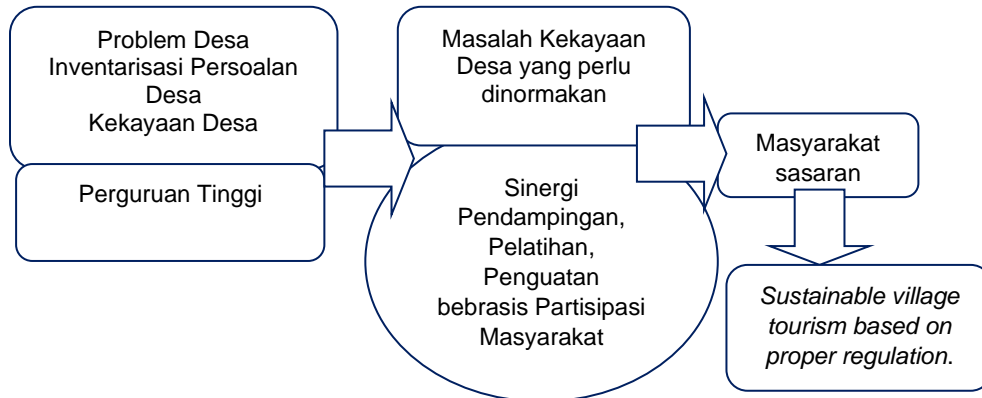 Problem Desa
Inventarisasi Persoalan
Desa
Kekayaan Desa
Perguruan Tinggi
Masalah Kekayaan
Desa yang perlu
dinormakan
Sinergi
Pendampingan,
Pelatihan,
Penguatan
bebrasis Partisipasi
Masyarakat
Masyarakat
sasaran
Sustainable village
tourism based on
proper regulation.